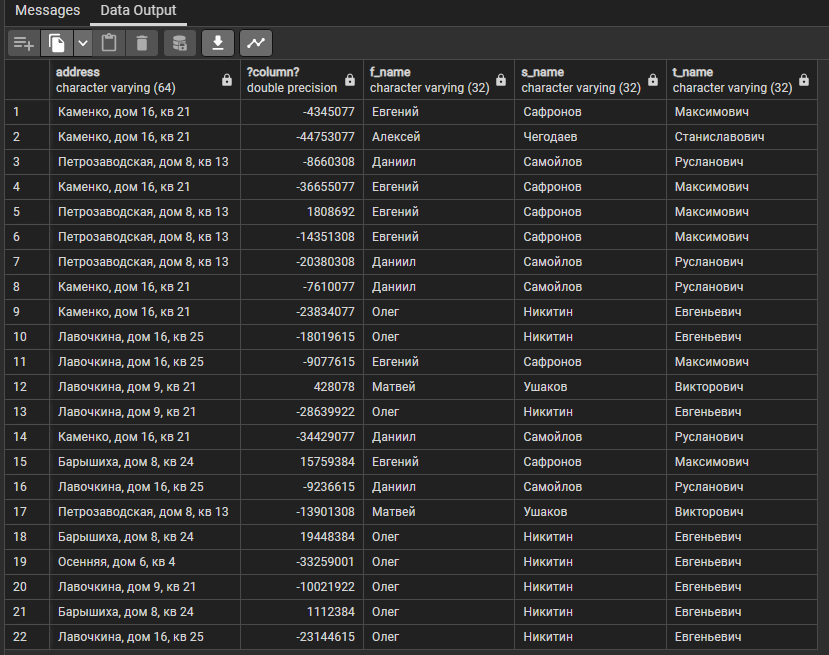 Messages Data Output
address ?column? f_name s_name t_name
character varying (64) double precision character varying (32) character varying (32) character varying (32)
1 Каменко, дом 16, кв 21 -4345077 Евгений Сафронов Максимович
2 Каменко, дом 16, кв 21 -44753077 Алексей Чегодаев Станиславович
3 Петрозаводская, дом 8, кв 13 -8660308 Даниил Самойлов Русланович
4 Каменко, дом 16, кв 21 -36655077 Евгений Сафронов Максимович
5 Петрозаводская, дом 8, кв 13 1808692 Евгений Сафронов Максимович
6 Петрозаводская, дом 8, кв 13 -14351308 Евгений Сафронов Максимович
7 Петрозаводская, дом 8, кв 13 -20380308 Даниил Самойлов Русланович
8 Каменко, дом 16, кв 21 -7610077 Даниил Самойлов Русланович
9 Каменко, дом 16, кв 21 -23834077 Олег Никитин Евгеньевич
10 Лавочкина, дом 16, кв 25 -18019615 Олег Никитин Евгеньевич
11 Лавочкина, дом 16, кв 25 -9077615 Евгений Сафронов Максимович
12 Лавочкина, дом 9, кв 21 428078 Матвей Ушаков Викторович
13 Лавочкина, дом 9, кв 21 -28639922 Олег Никитин Евгеньевич
14 Каменко, дом 16, кв 21 -34429077 Даниил Самойлов Русланович
15 Барышиха, дом 8, кв 24 15759384 Евгений Сафронов Максимович
16 Лавочкина, дом 16, кв 25 -9236615 Даниил Самойлов Русланович
17 Петрозаводская, дом 8, кв 13 -13901308 Матвей Ушаков Викторович
18 Барышиха, дом 8, кв 24 19448384 Олег Никитин Евгеньевич
19 Осенняя, дом 6, кв 4 -33259001 Олег Никитин Евгеньевич
20 Лавочкина, дом 9, кв 21 -10021922 Олег Никитин Евгеньевич
21 Барышиха, дом 8, кв 24 1112384 Олег Никитин Евгеньевич
22 Лавочкина, дом 16, кв 25 -23144615 Олег Никитин Евгеньевич